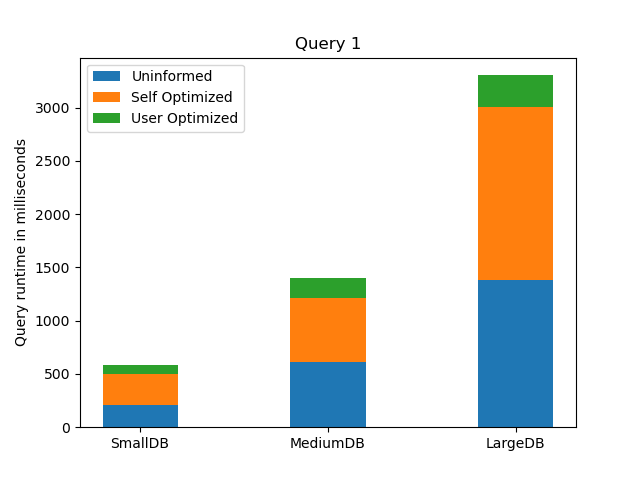 Query 1
Uninformed
Self Optimized
User Optimized
Query runtime in milliseconds
3000
2500
2000
1500
1000
500
0
SmallDB
MediumDB
LargeDB